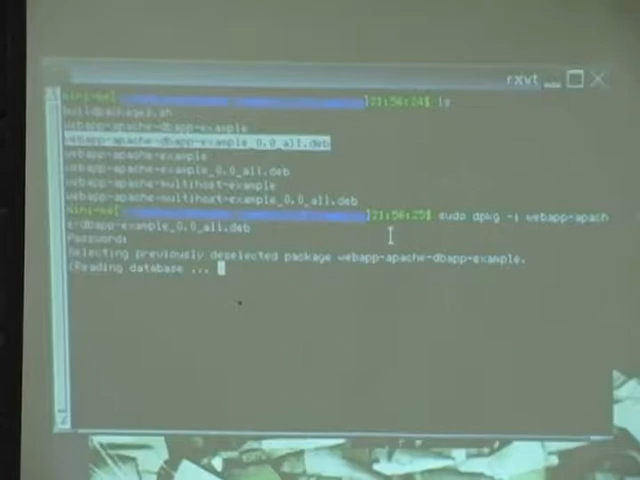 rxvt
21:56:24$ ls
buildpackages.sh
webapp-apache-dbapp-example
webapp-apache-dbapp-example_0.0_all.deb
webapp-apache-example
webapp-apache-example_0.0_all.deb
webapp-apache-multihost-example
webapp-apache-multihost-example_0.0_all.deb
21:56:25$ sudo dpkg -i webapp-apach
e-dbapp-example_0.0_all.deb
Password:
Selecting previously deselected package webapp-apache-dbapp-example.
(Reading database ...